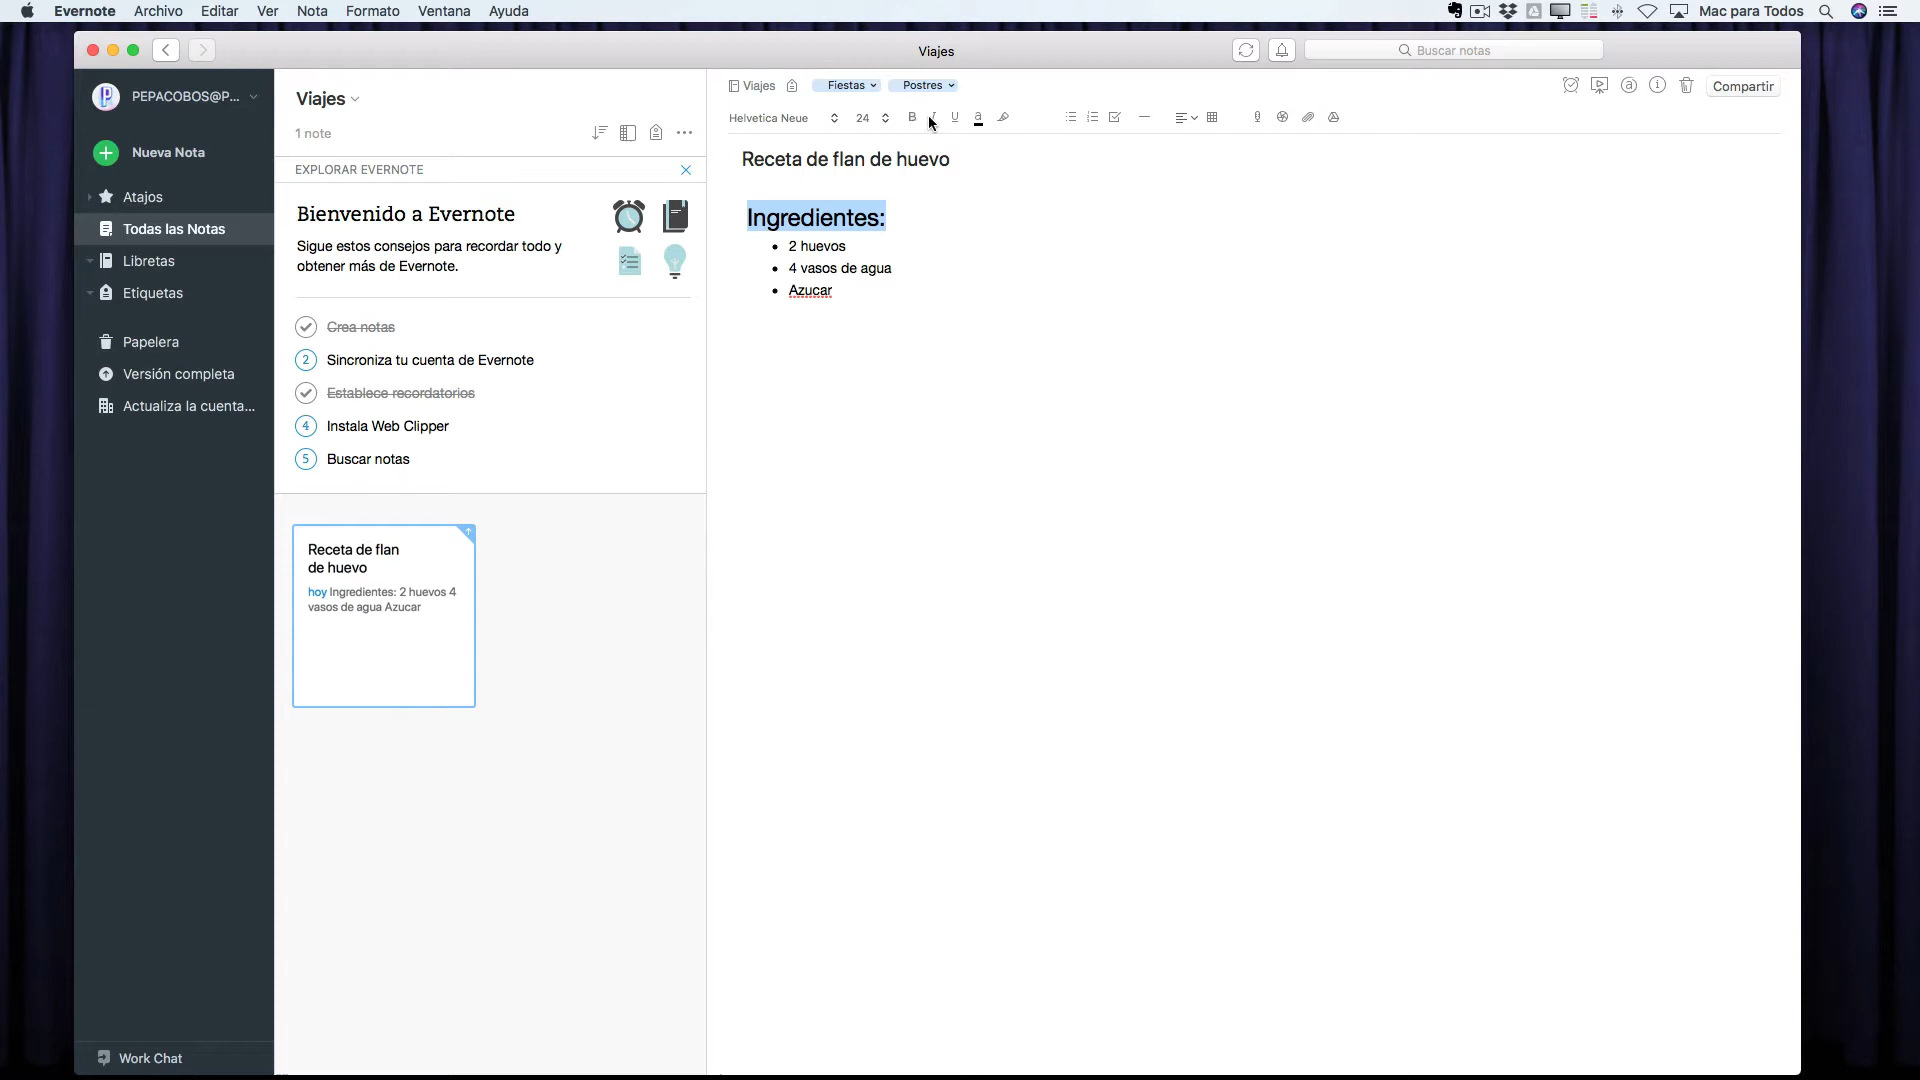 Evernote Archivo Editar Ver Nota Formato Ventana Ayuda Mac para Todos
Viajes
Buscar notas
PEPACOBOS@P...
Nueva Nota
Atajos
Todas las Notas
Libretas
Etiquetas
Papelera
Versión completa
Actualiza la cuenta...
Work Chat
Viajes
1 note
EXPLORAR EVERNOTE
Bienvenido a Evernote
Sigue estos consejos para recordar todo y
obtener más de Evernote.
Crea notas
2 Sincroniza tu cuenta de Evernote
Establece recordatorios
4 Instala Web Clipper
5 Buscar notas
Receta de flan
de huevo
hoy Ingredientes: 2 huevos 4
vasos de agua Azucar
Viajes Fiestas Postres Compartir
Helvetica Neue 24 B I U a
Receta de flan de huevo
Ingredientes:
• 2 huevos
• 4 vasos de agua
• Azucar